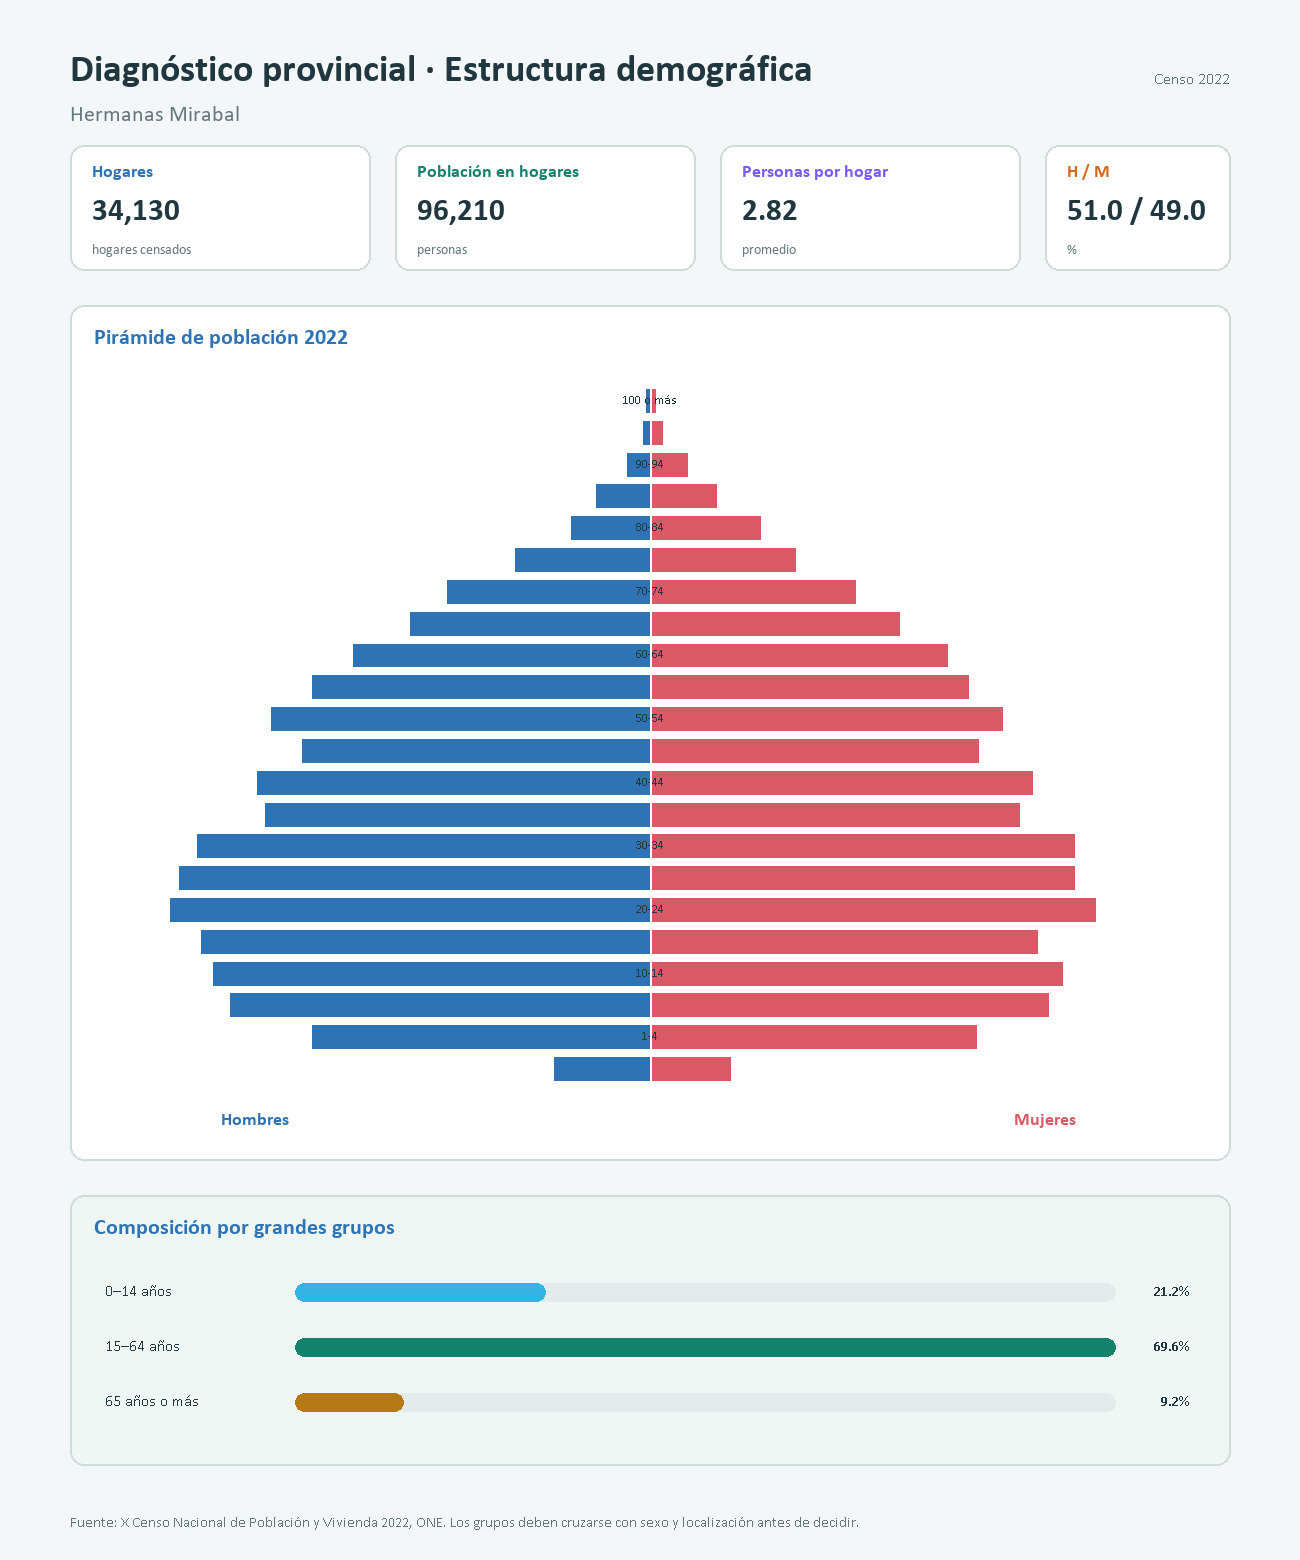 Diagnóstico provincial · Estructura demográfica
Censo 2022
Hermanas Mirabal
Hogares
34,130
hogares censados
Población en hogares
96,210
personas
Personas por hogar
2.82
promedio
H / M
51.0 / 49.0
%
Pirámide de población 2022
100 o más
90-94
80-84
70-74
60-64
50-54
40-44
30-34
20-24
10-14
1-4
Hombres
Mujeres
Composición por grandes grupos
0–14 años
21.2%
15–64 años
69.6%
65 años o más
9.2%
Fuente: X Censo Nacional de Población y Vivienda 2022, ONE. Los grupos deben cruzarse con sexo y localización antes de decidir.